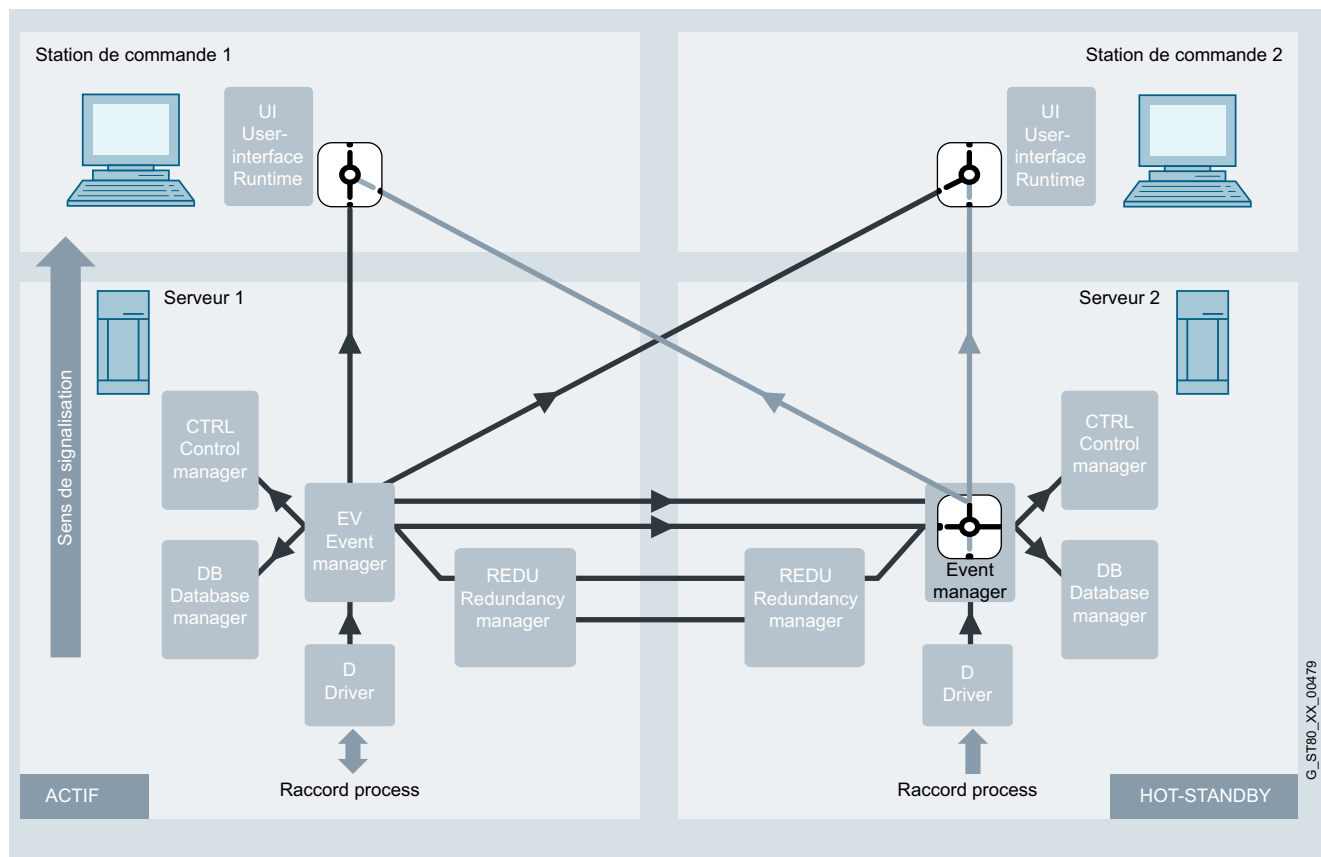 Station de commande 1
Station de commande 2
UI
User-
interface
Runtime
UI
User-
interface
Runtime
Serveur 1
Serveur 2
Sens de signalisation
CTRL
Control
manager
CTRL
Control
manager
EV
Event
manager
Event
manager
DB
Database
manager
REDU
Redundancy
manager
REDU
Redundancy
manager
DB
Database
manager
D
Driver
D
Driver
Raccord process
Raccord process
ACTIF
HOT-STANDBY
G_ST80_XX_00479